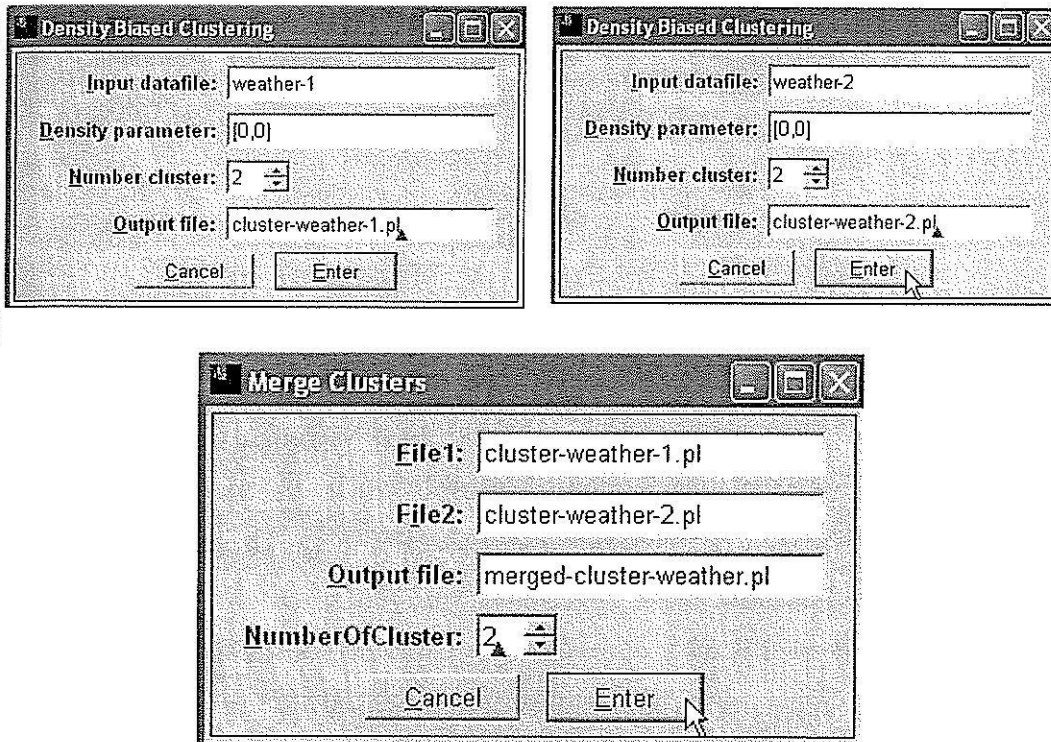 Density Biased Clustering
Input datafile: weather-1
Density parameter: [0,0]
Number cluster: 2
Output file: cluster-weather-1.pl
Cancel Enter
Density Biased Clustering
Input datafile: weather-2
Density parameter: [0,0]
Number cluster: 2
Output file: cluster-weather-2.pl
Cancel Enter
Merge Clusters
File1: cluster-weather-1.pl
File2: cluster-weather-2.pl
Output file: merged-cluster-weather.pl
NumberOfCluster: 2
Cancel Enter